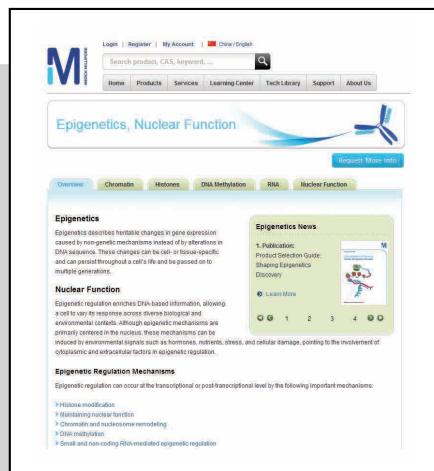 Login | Register | My Account | China / English
M
MERCK MILLIPORE
Search product, CAS, keyword, ...
Home Products Services Learning Center Tech Library Support About Us
Epigenetics, Nuclear Function
Request More Info
Overview Chromatin Histones DNA Methylation RNA Nuclear Function
Epigenetics
Epigenetics describes heritable changes in gene expression
caused by non-genetic mechanisms instead of by alterations in
DNA sequence. These changes can be cell- or tissue-specific
and can persist throughout a cell's life and be passed on to
multiple generations.
Epigenetics News
1. Publication:
Product Selection Guide:
Shaping Epigenetics
Discovery
Learn More
1 2 3 4
M
Nuclear Function
Epigenetic regulation enriches DNA-based information, allowing
a cell to vary its response across diverse biological and
environmental contexts. Although epigenetic mechanisms are
primarily centered in the nucleus, these mechanisms can be
induced by environmental signals such as hormones, nutrients, stress, and cellular damage, pointing to the involvement of
cytoplasmic and extracellular factors in epigenetic regulation.
Epigenetic Regulation Mechanisms
Epigenetic regulation can occur at the transcriptional or post-transcriptional level by the following important mechanisms:
Histone modification
Maintaining nuclear function
Chromatin and nucleosome remodeling
DNA methylation
Small and non-coding RNA-mediated epigenetic regulation